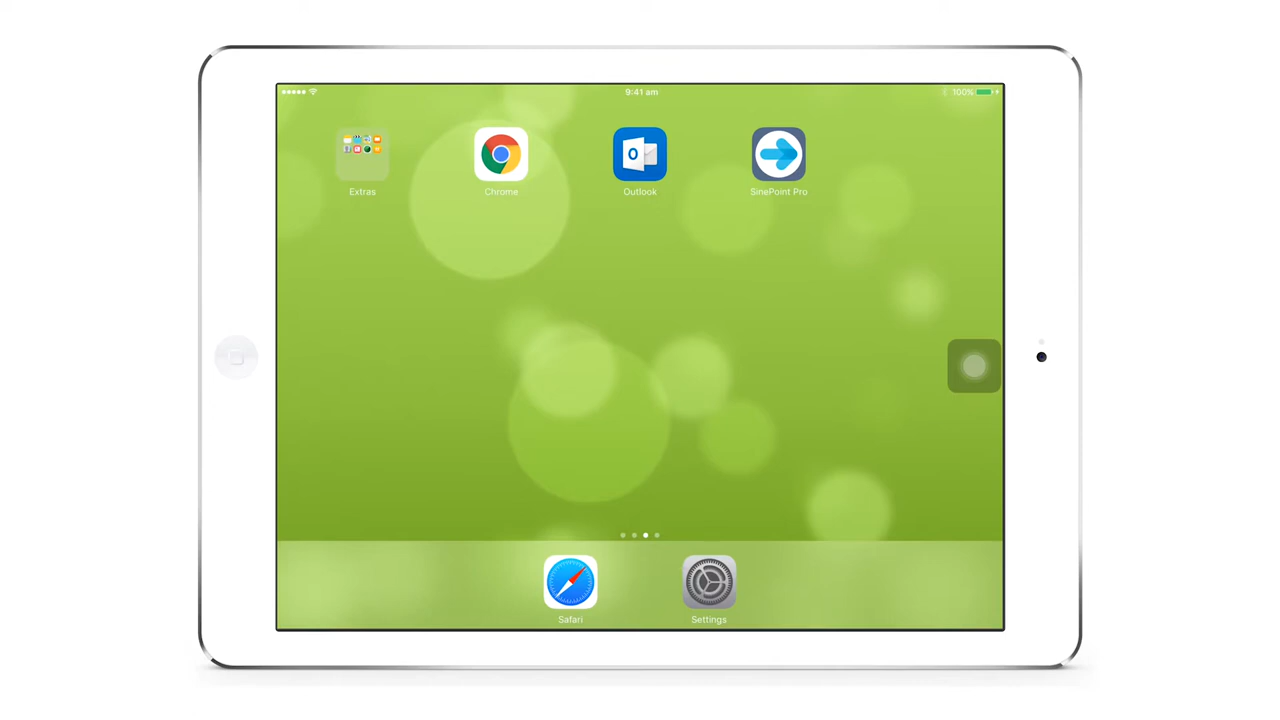 9:41 am
100%
Extras
Chrome
Outlook
SinePoint Pro
Safari
Settings